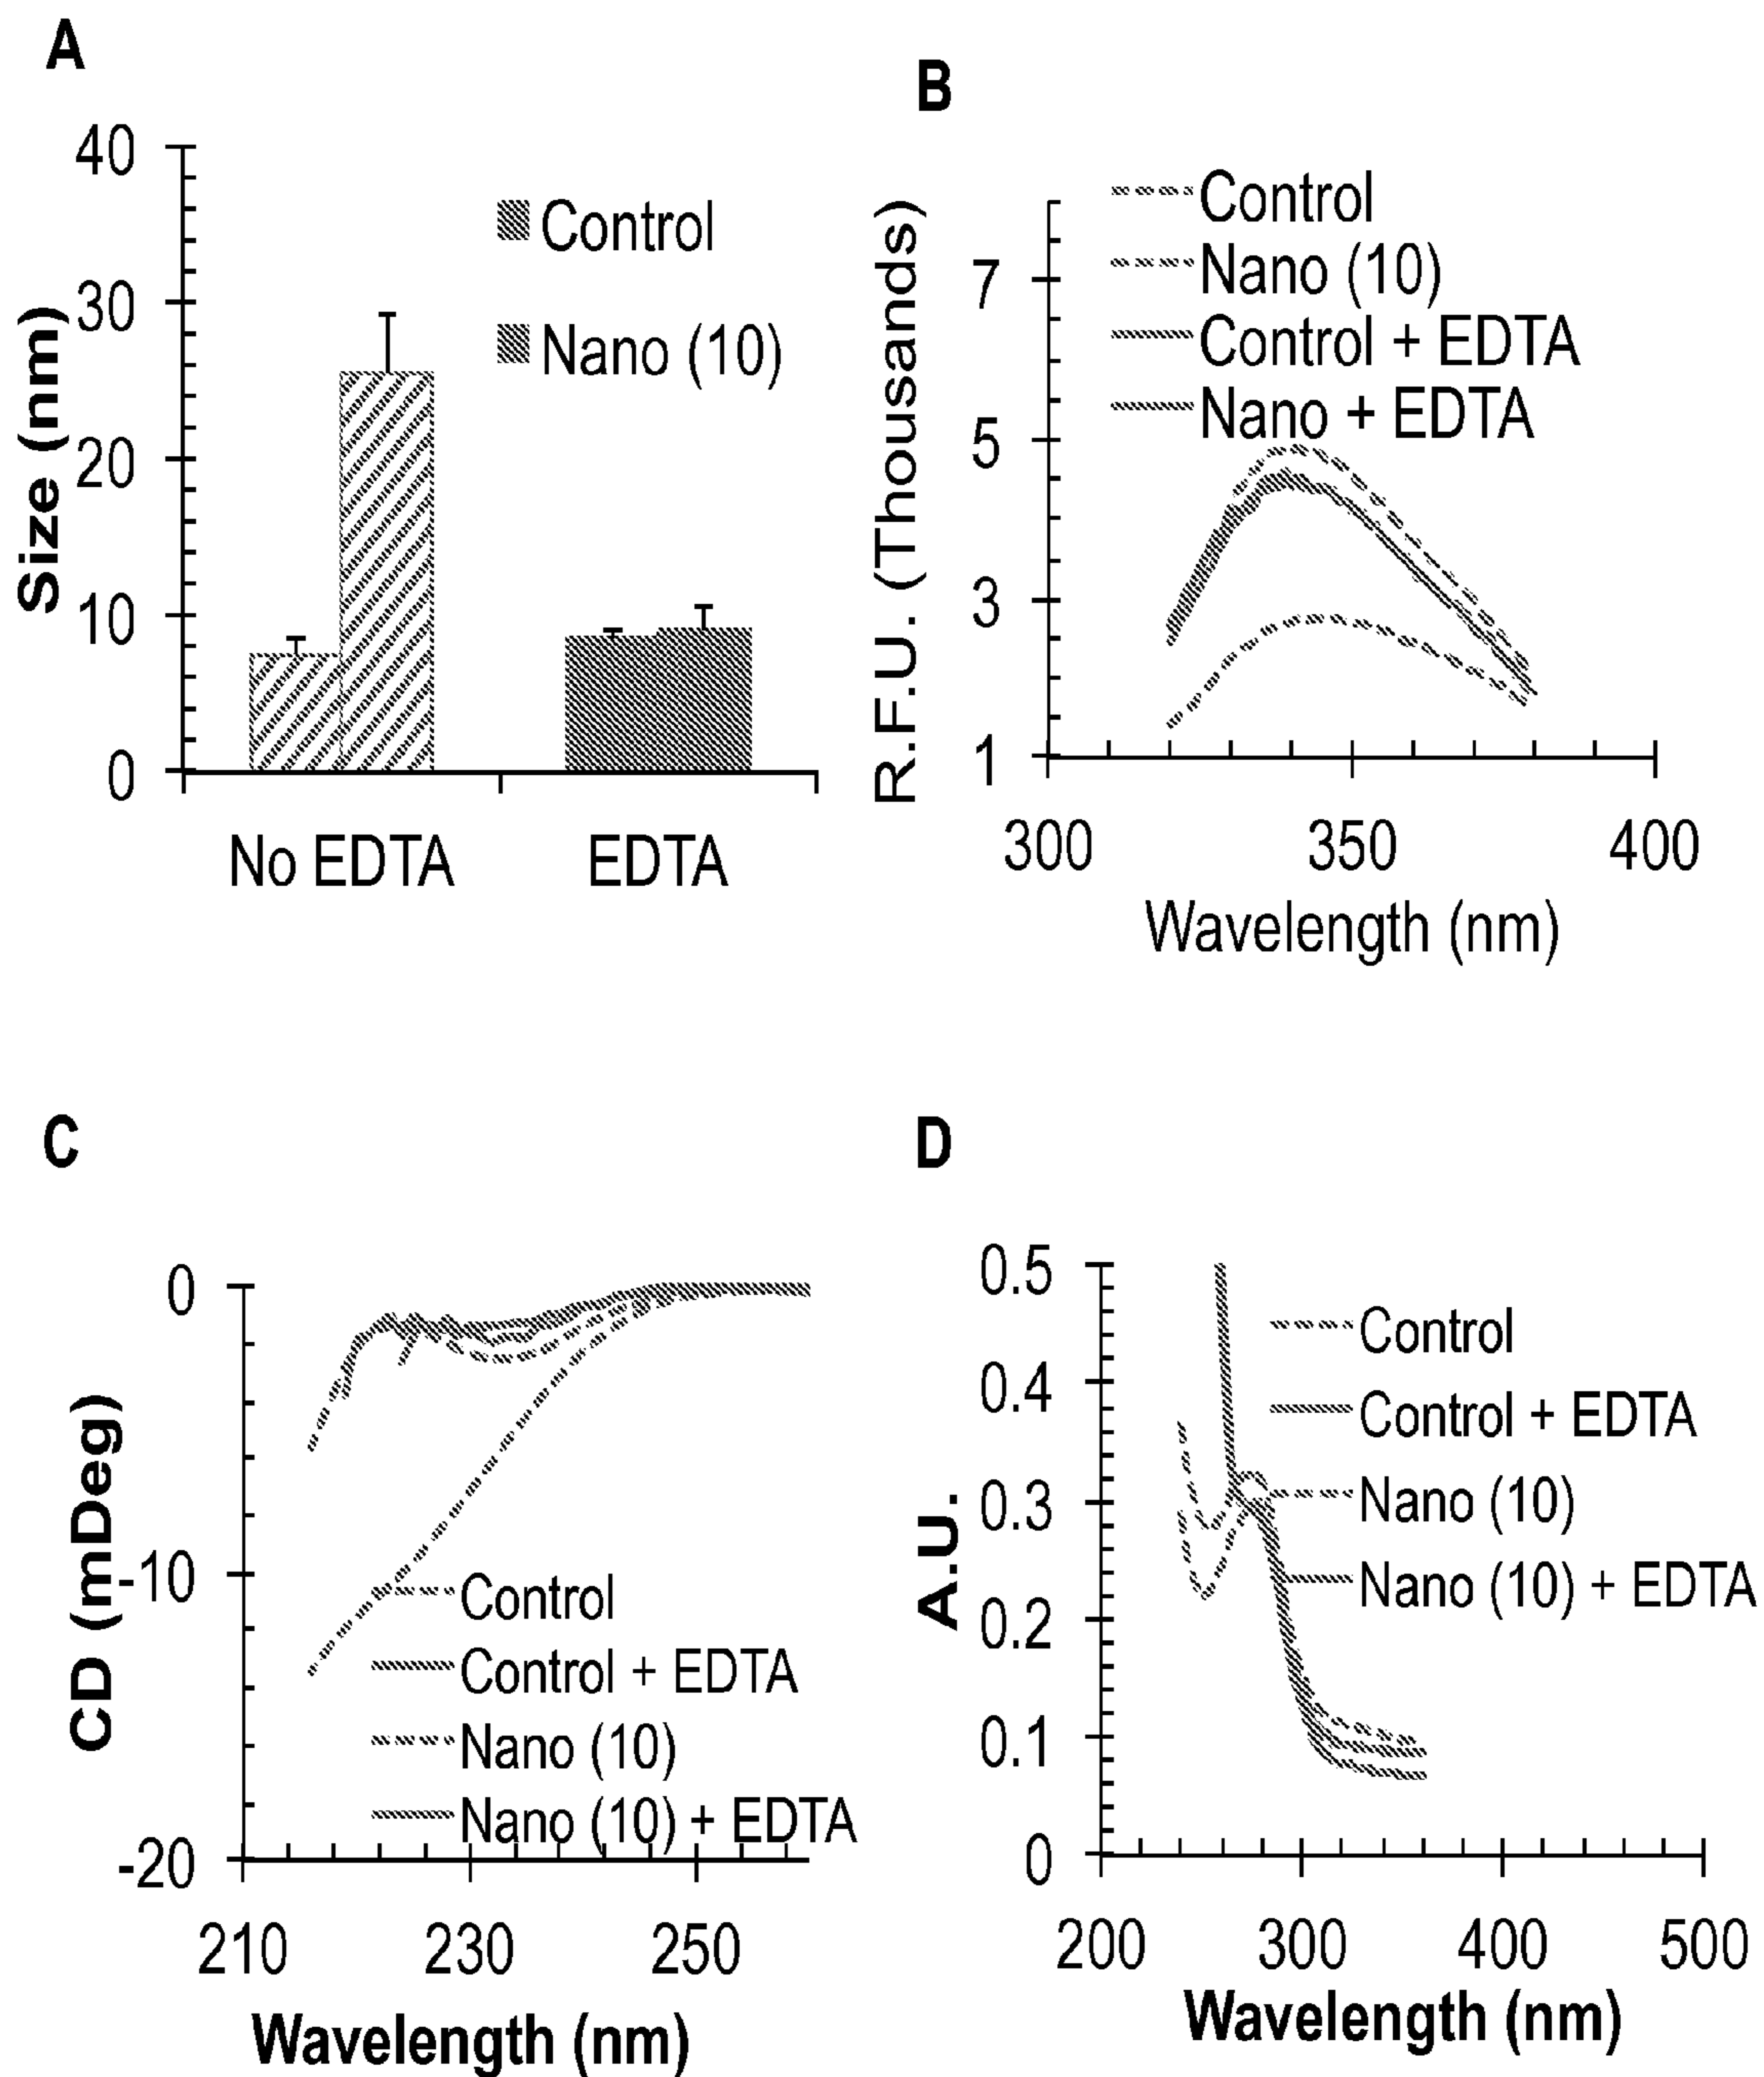 A
40
30
20
10
0
Size (nm)
Control
Nano (10)
No EDTA
EDTA
B
R.F.U. (Thousands)
7
5
3
1
Control
Nano (10)
Control + EDTA
Nano + EDTA
300
350
400
Wavelength (nm)
C
0
-10
-20
CD (mDeg)
Control
Control + EDTA
Nano (10)
Nano (10) + EDTA
210
230
250
Wavelength (nm)
D
0.5
0.4
0.3
0.2
0.1
0
A.U.
Control
Control + EDTA
Nano (10)
Nano (10) + EDTA
200
300
400
500
Wavelength (nm)